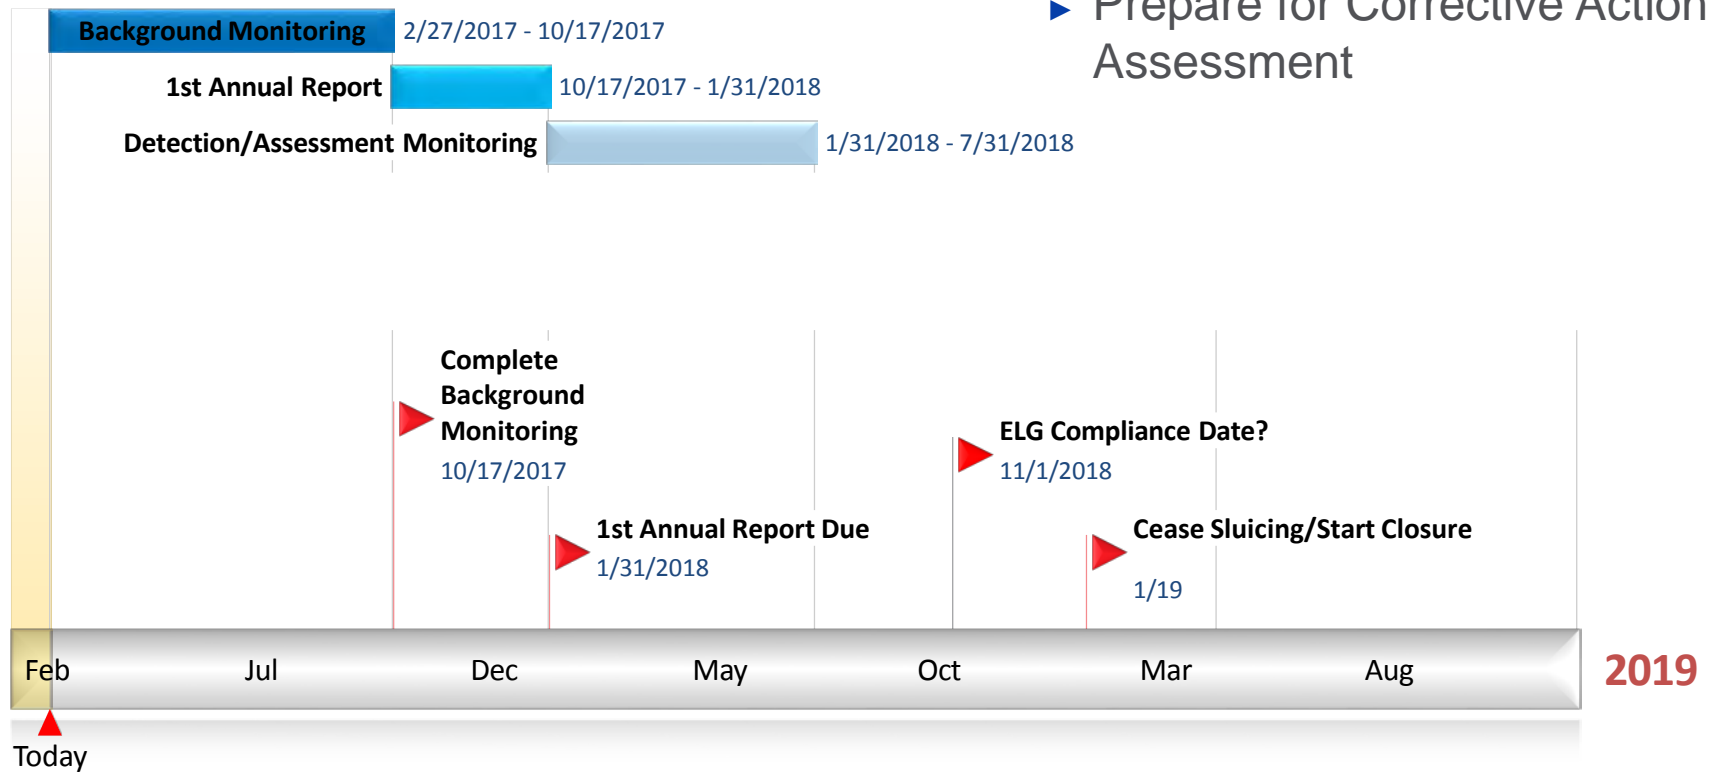 ► Prepare for Corrective Action
Assessment
Background Monitoring 2/27/2017 - 10/17/2017
1st Annual Report 10/17/2017 - 1/31/2018
Detection/Assessment Monitoring 1/31/2018 - 7/31/2018
Complete
Background
Monitoring
10/17/2017
ELG Compliance Date?
11/1/2018
1st Annual Report Due
1/31/2018
Cease Sluicing/Start Closure
1/19
Feb Jul Dec May Oct Mar Aug 2019
Today